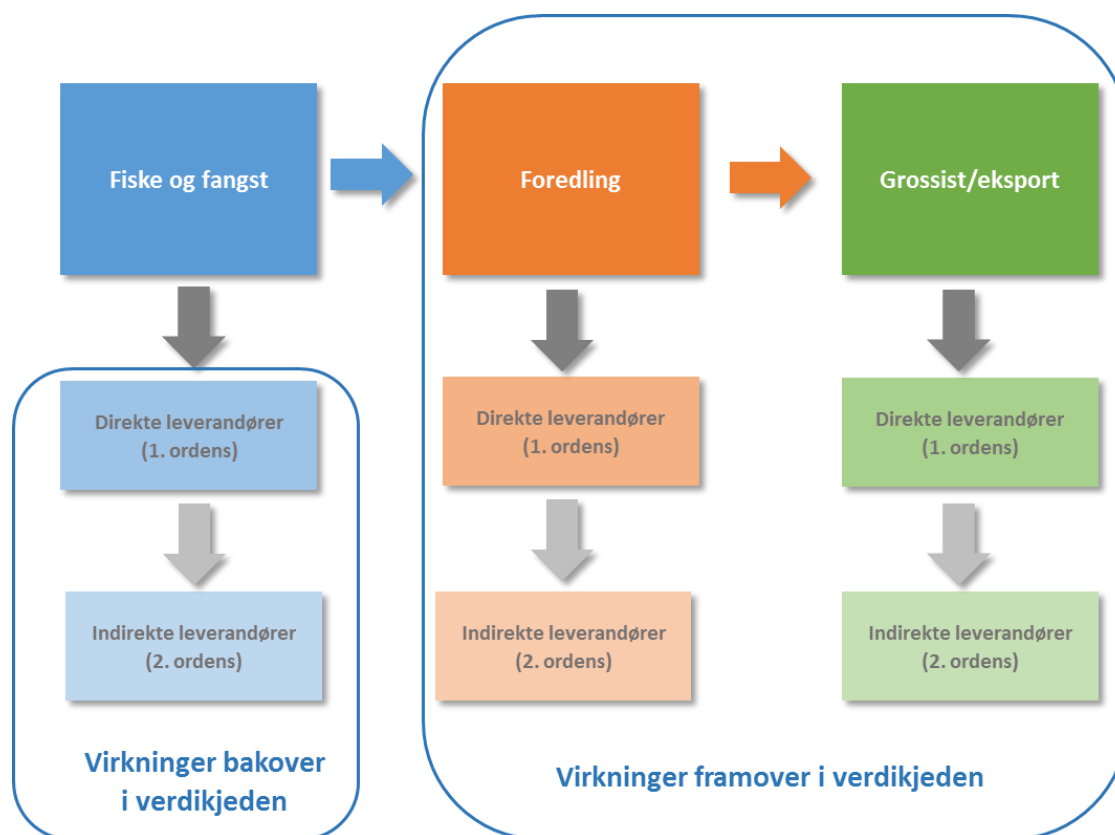 Fiske og fangst
Foredling
Grossist/eksport
Direkte leverandører
(1. ordens)
Direkte leverandører
(1. ordens)
Direkte leverandører
(1. ordens)
Indirekte leverandører
(2. ordens)
Indirekte leverandører
(2. ordens)
Indirekte leverandører
(2. ordens)
Virkninger bakover
i verdikjeden
Virkninger framover i verdikjeden